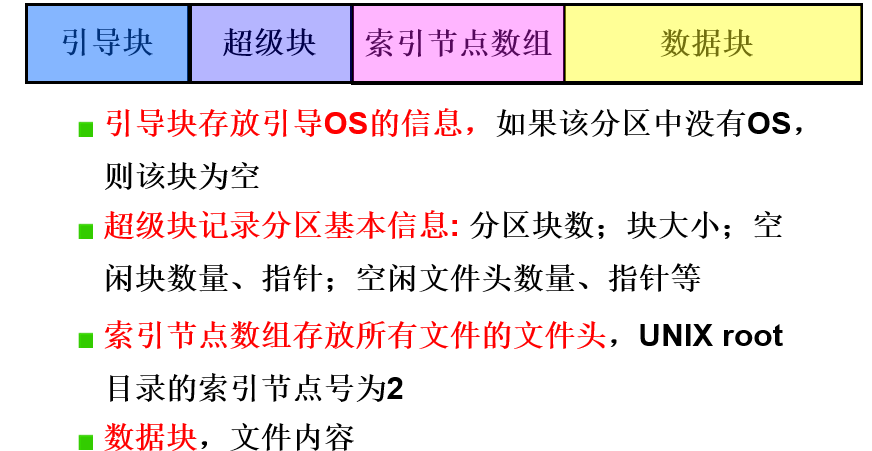 引导块 超级块 索引节点数组 数据块
引导块存放引导OS的信息，如果该分区中没有OS，
则该块为空
超级块记录分区基本信息: 分区块数；块大小；空
闲块数量、指针；空闲文件头数量、指针等
索引节点数组存放所有文件的文件头，UNIX root
目录的索引节点号为2
数据块，文件内容